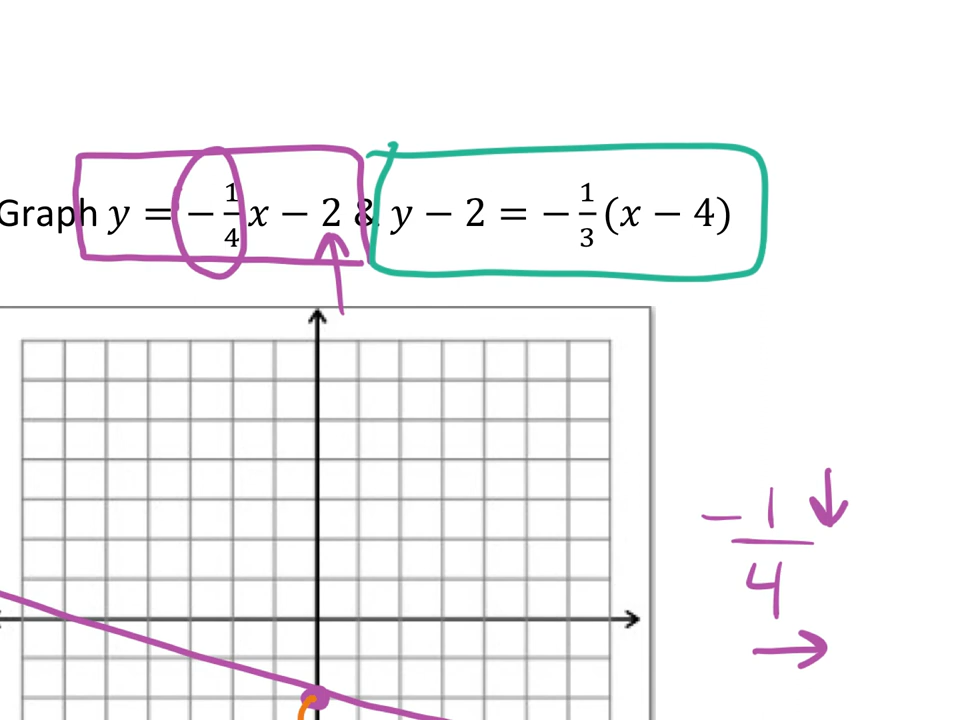 Graph y = −1/4 x − 2 & y − 2 = −1/3 (x − 4)
−1 ↓
4
→